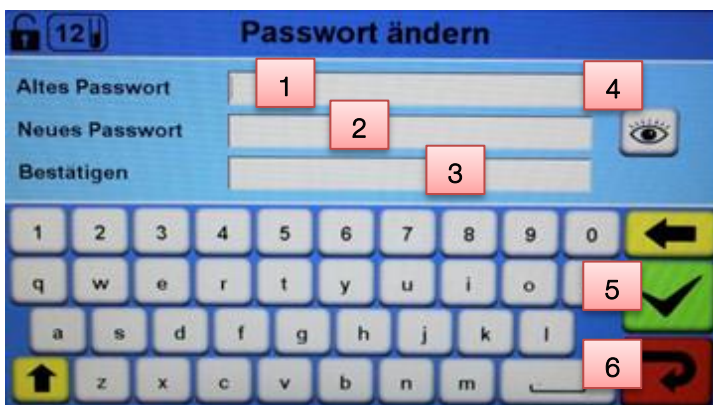 12 Passwort ändern
Altes Passwort 1 4
Neues Passwort 2
Bestätigen 3
1 2 3 4 5 6 7 8 9 0
q w e r t y u i o 5
a s d f g h j k l
z x c v b n m 6